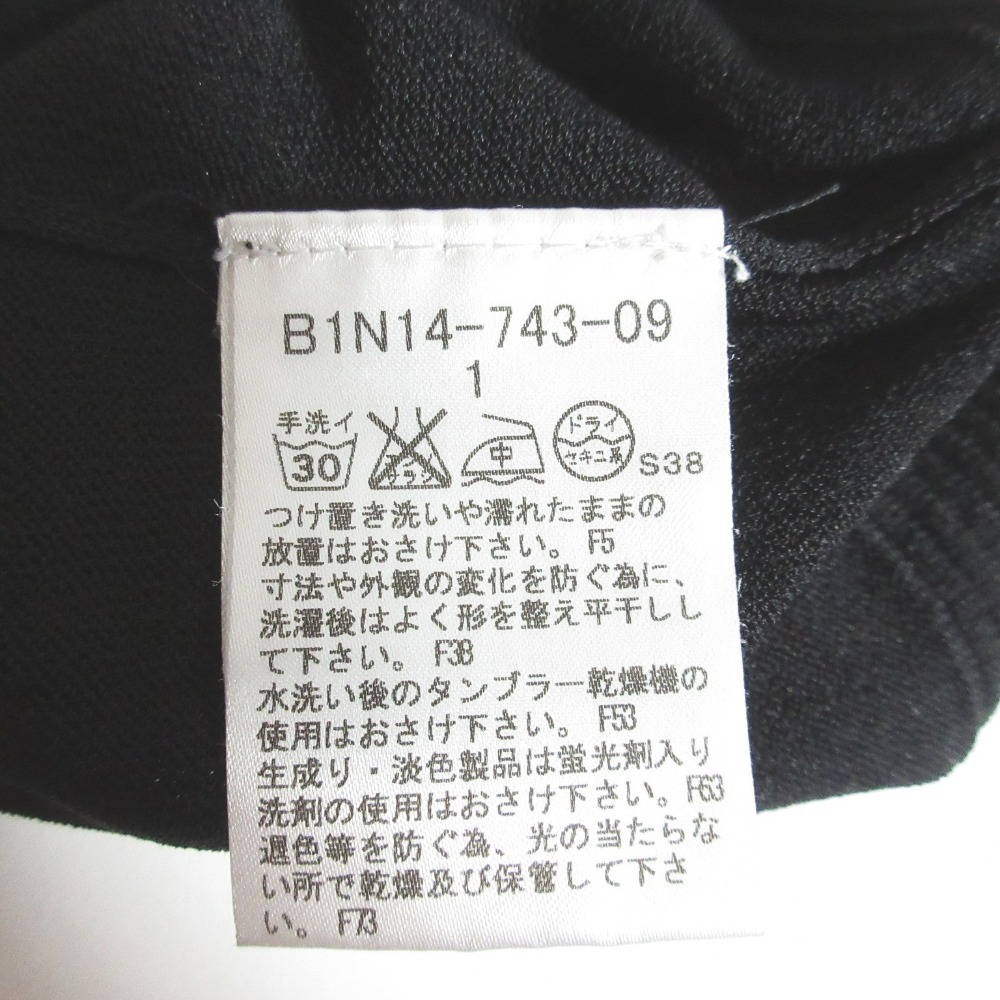 B1N14-743-09
1
手洗イ
30
エンソサラシ
中
ドライ
セキユ系
S38
つけ置き洗いや濡れたままの
放置はおさけ下さい。 F5
寸法や外観の変化を防ぐ為に、
洗濯後はよく形を整え平干しし
て下さい。 F38
水洗い後のタンブラー乾燥機の
使用はおさけ下さい。 F53
生成り・淡色製品は蛍光剤入り
洗剤の使用はおさけ下さい。F63
退色等を防ぐ為、光の当たらな
い所で乾燥及び保管して下さ
い。 F73